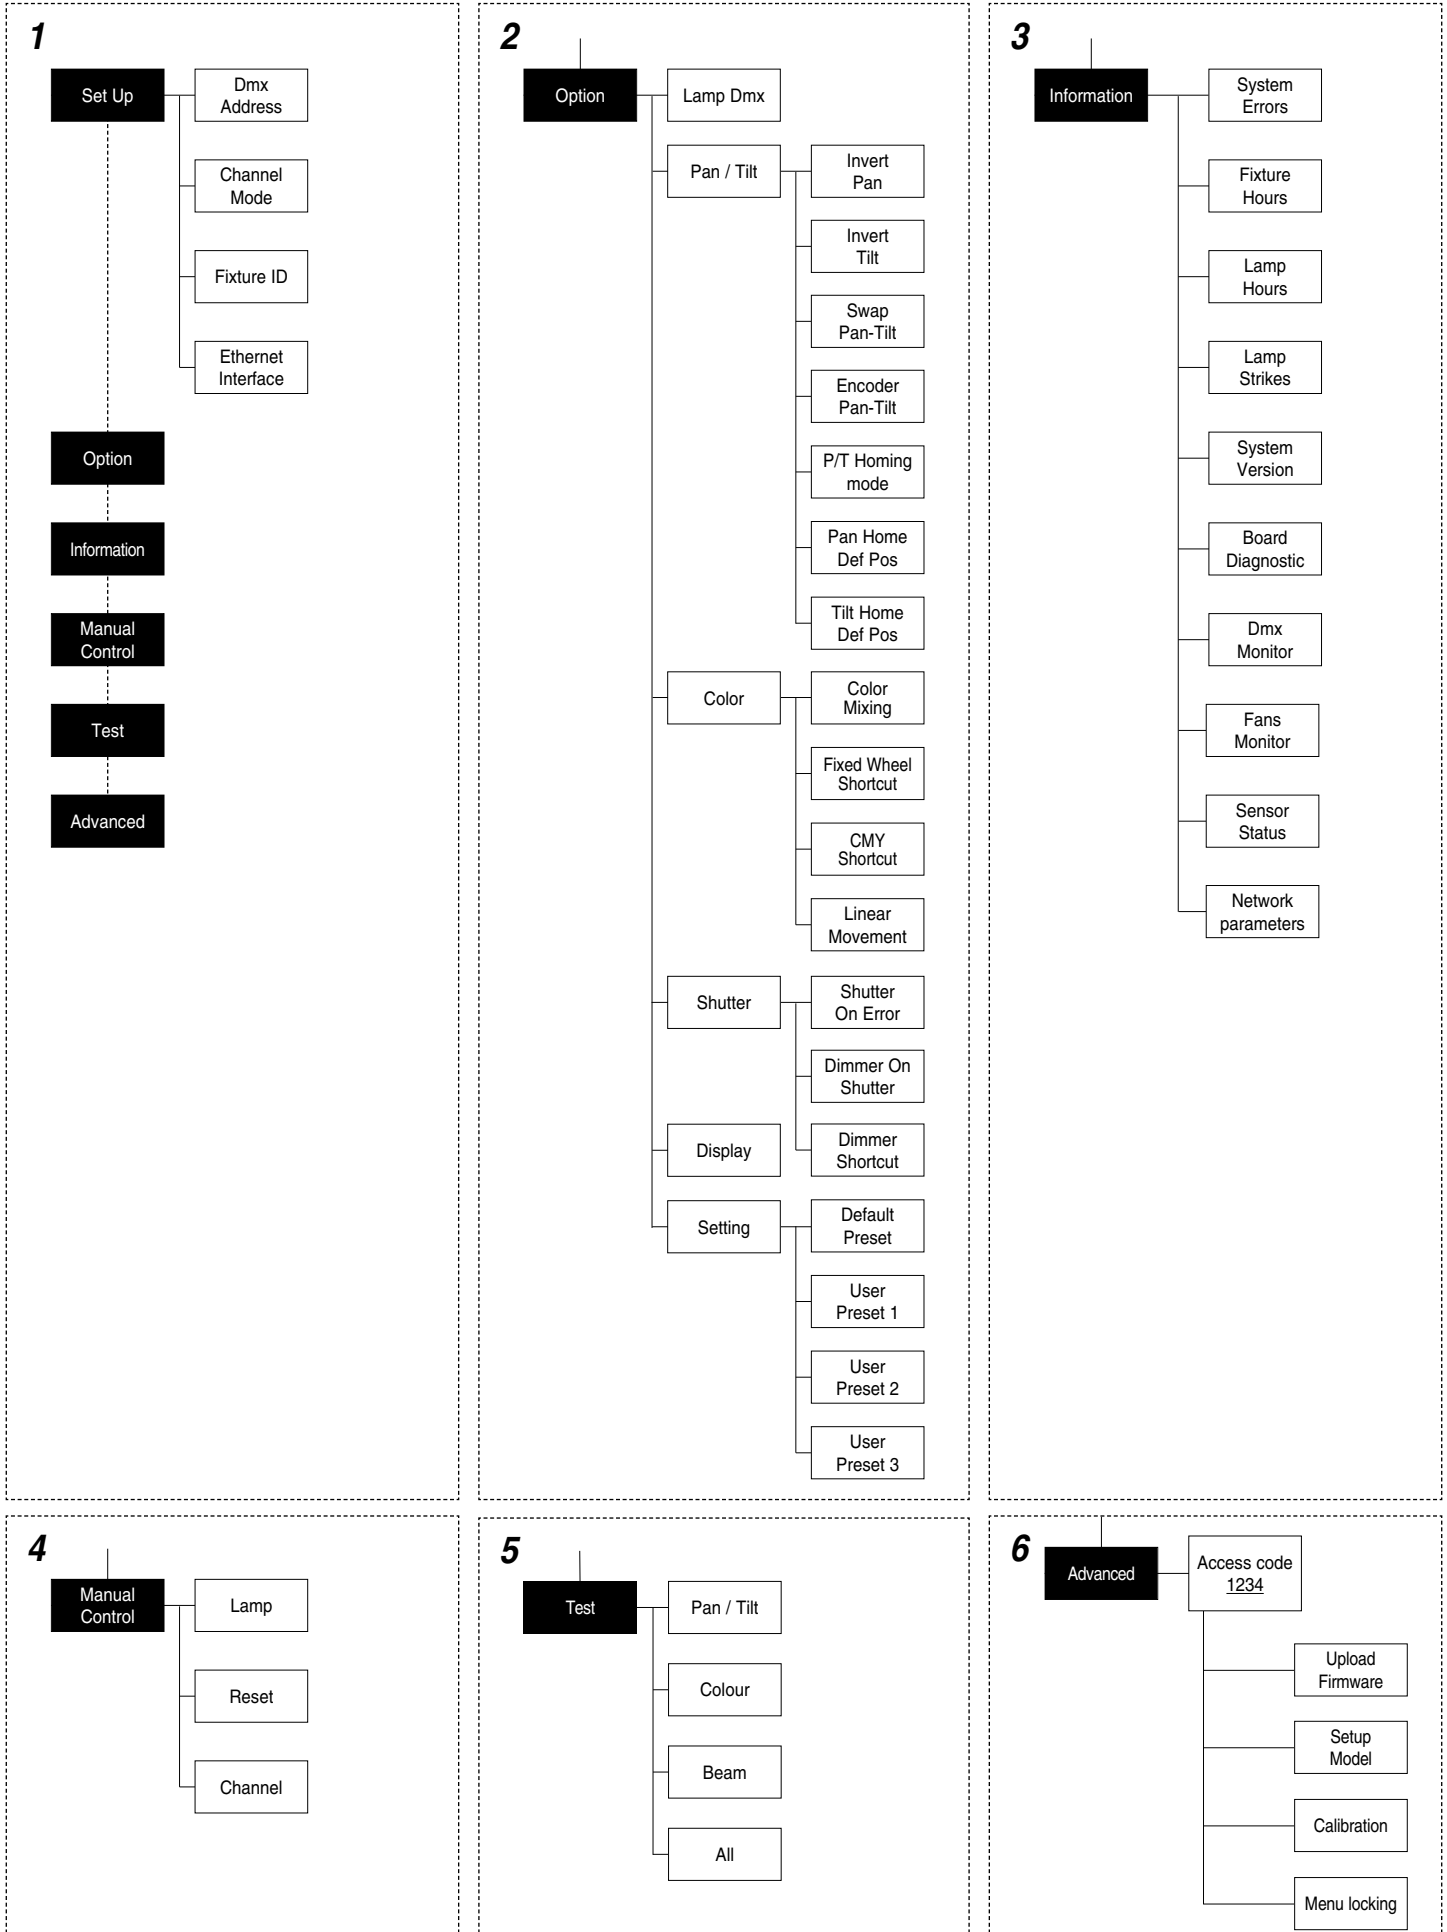 1
Set Up
Dmx
Address
Channel
Mode
Fixture ID
Ethernet
Interface
Option
Information
Manual
Control
Test
Advanced
2
Option
Lamp Dmx
Pan / Tilt
Invert
Pan
Invert
Tilt
Swap
Pan-Tilt
Encoder
Pan-Tilt
P/T Homing
mode
Pan Home
Def Pos
Tilt Home
Def Pos
Color
Color
Mixing
Fixed Wheel
Shortcut
CMY
Shortcut
Linear
Movement
Shutter
Shutter
On Error
Dimmer On
Shutter
Dimmer
Shortcut
Display
Setting
Default
Preset
User
Preset 1
User
Preset 2
User
Preset 3
3
Information
System
Errors
Fixture
Hours
Lamp
Hours
Lamp
Strikes
System
Version
Board
Diagnostic
Dmx
Monitor
Fans
Monitor
Sensor
Status
Network
parameters
4
Manual
Control
Lamp
Reset
Channel
5
Test
Pan / Tilt
Colour
Beam
All
6
Advanced
Access code
1234
Upload
Firmware
Setup
Model
Calibration
Menu locking